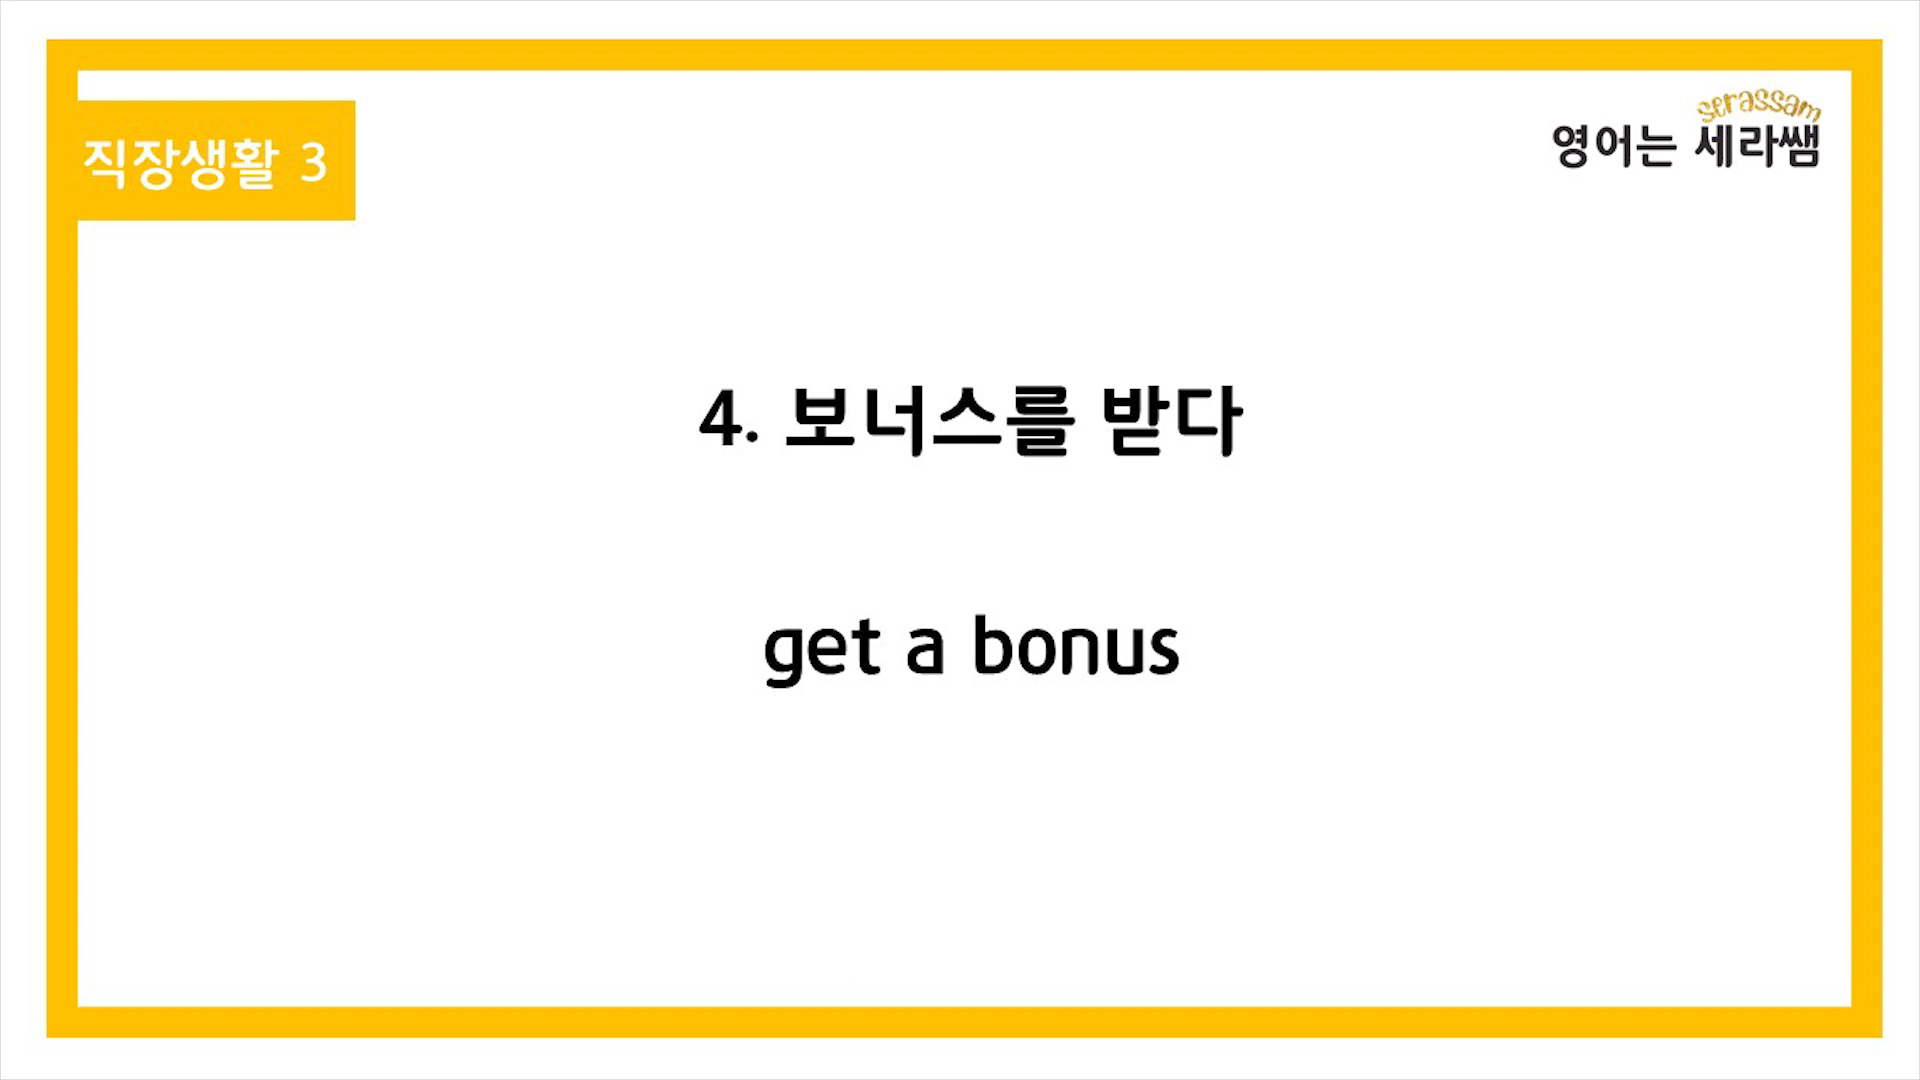 직장생활 3
serassam
영어는 세라쌤
4. 보너스를 받다
get a bonus